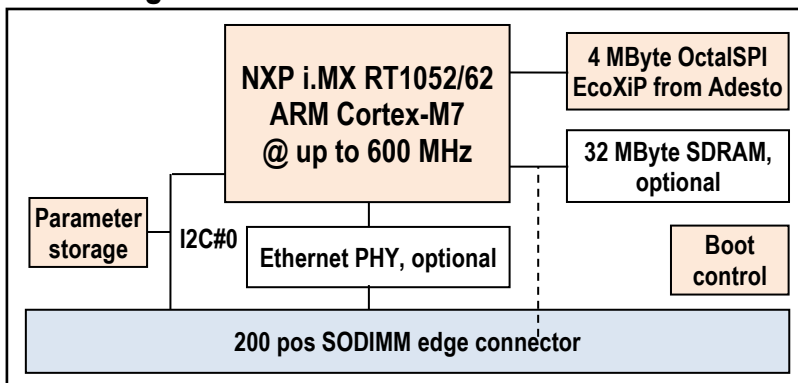 NXP i.MX RT1052/62
ARM Cortex-M7
@ up to 600 MHz
4 MByte OctalSPI
EcoXiP from Adesto
32 MByte SDRAM,
optional
Parameter
storage
I2C#0
Ethernet PHY, optional
Boot
control
200 pos SODIMM edge connector